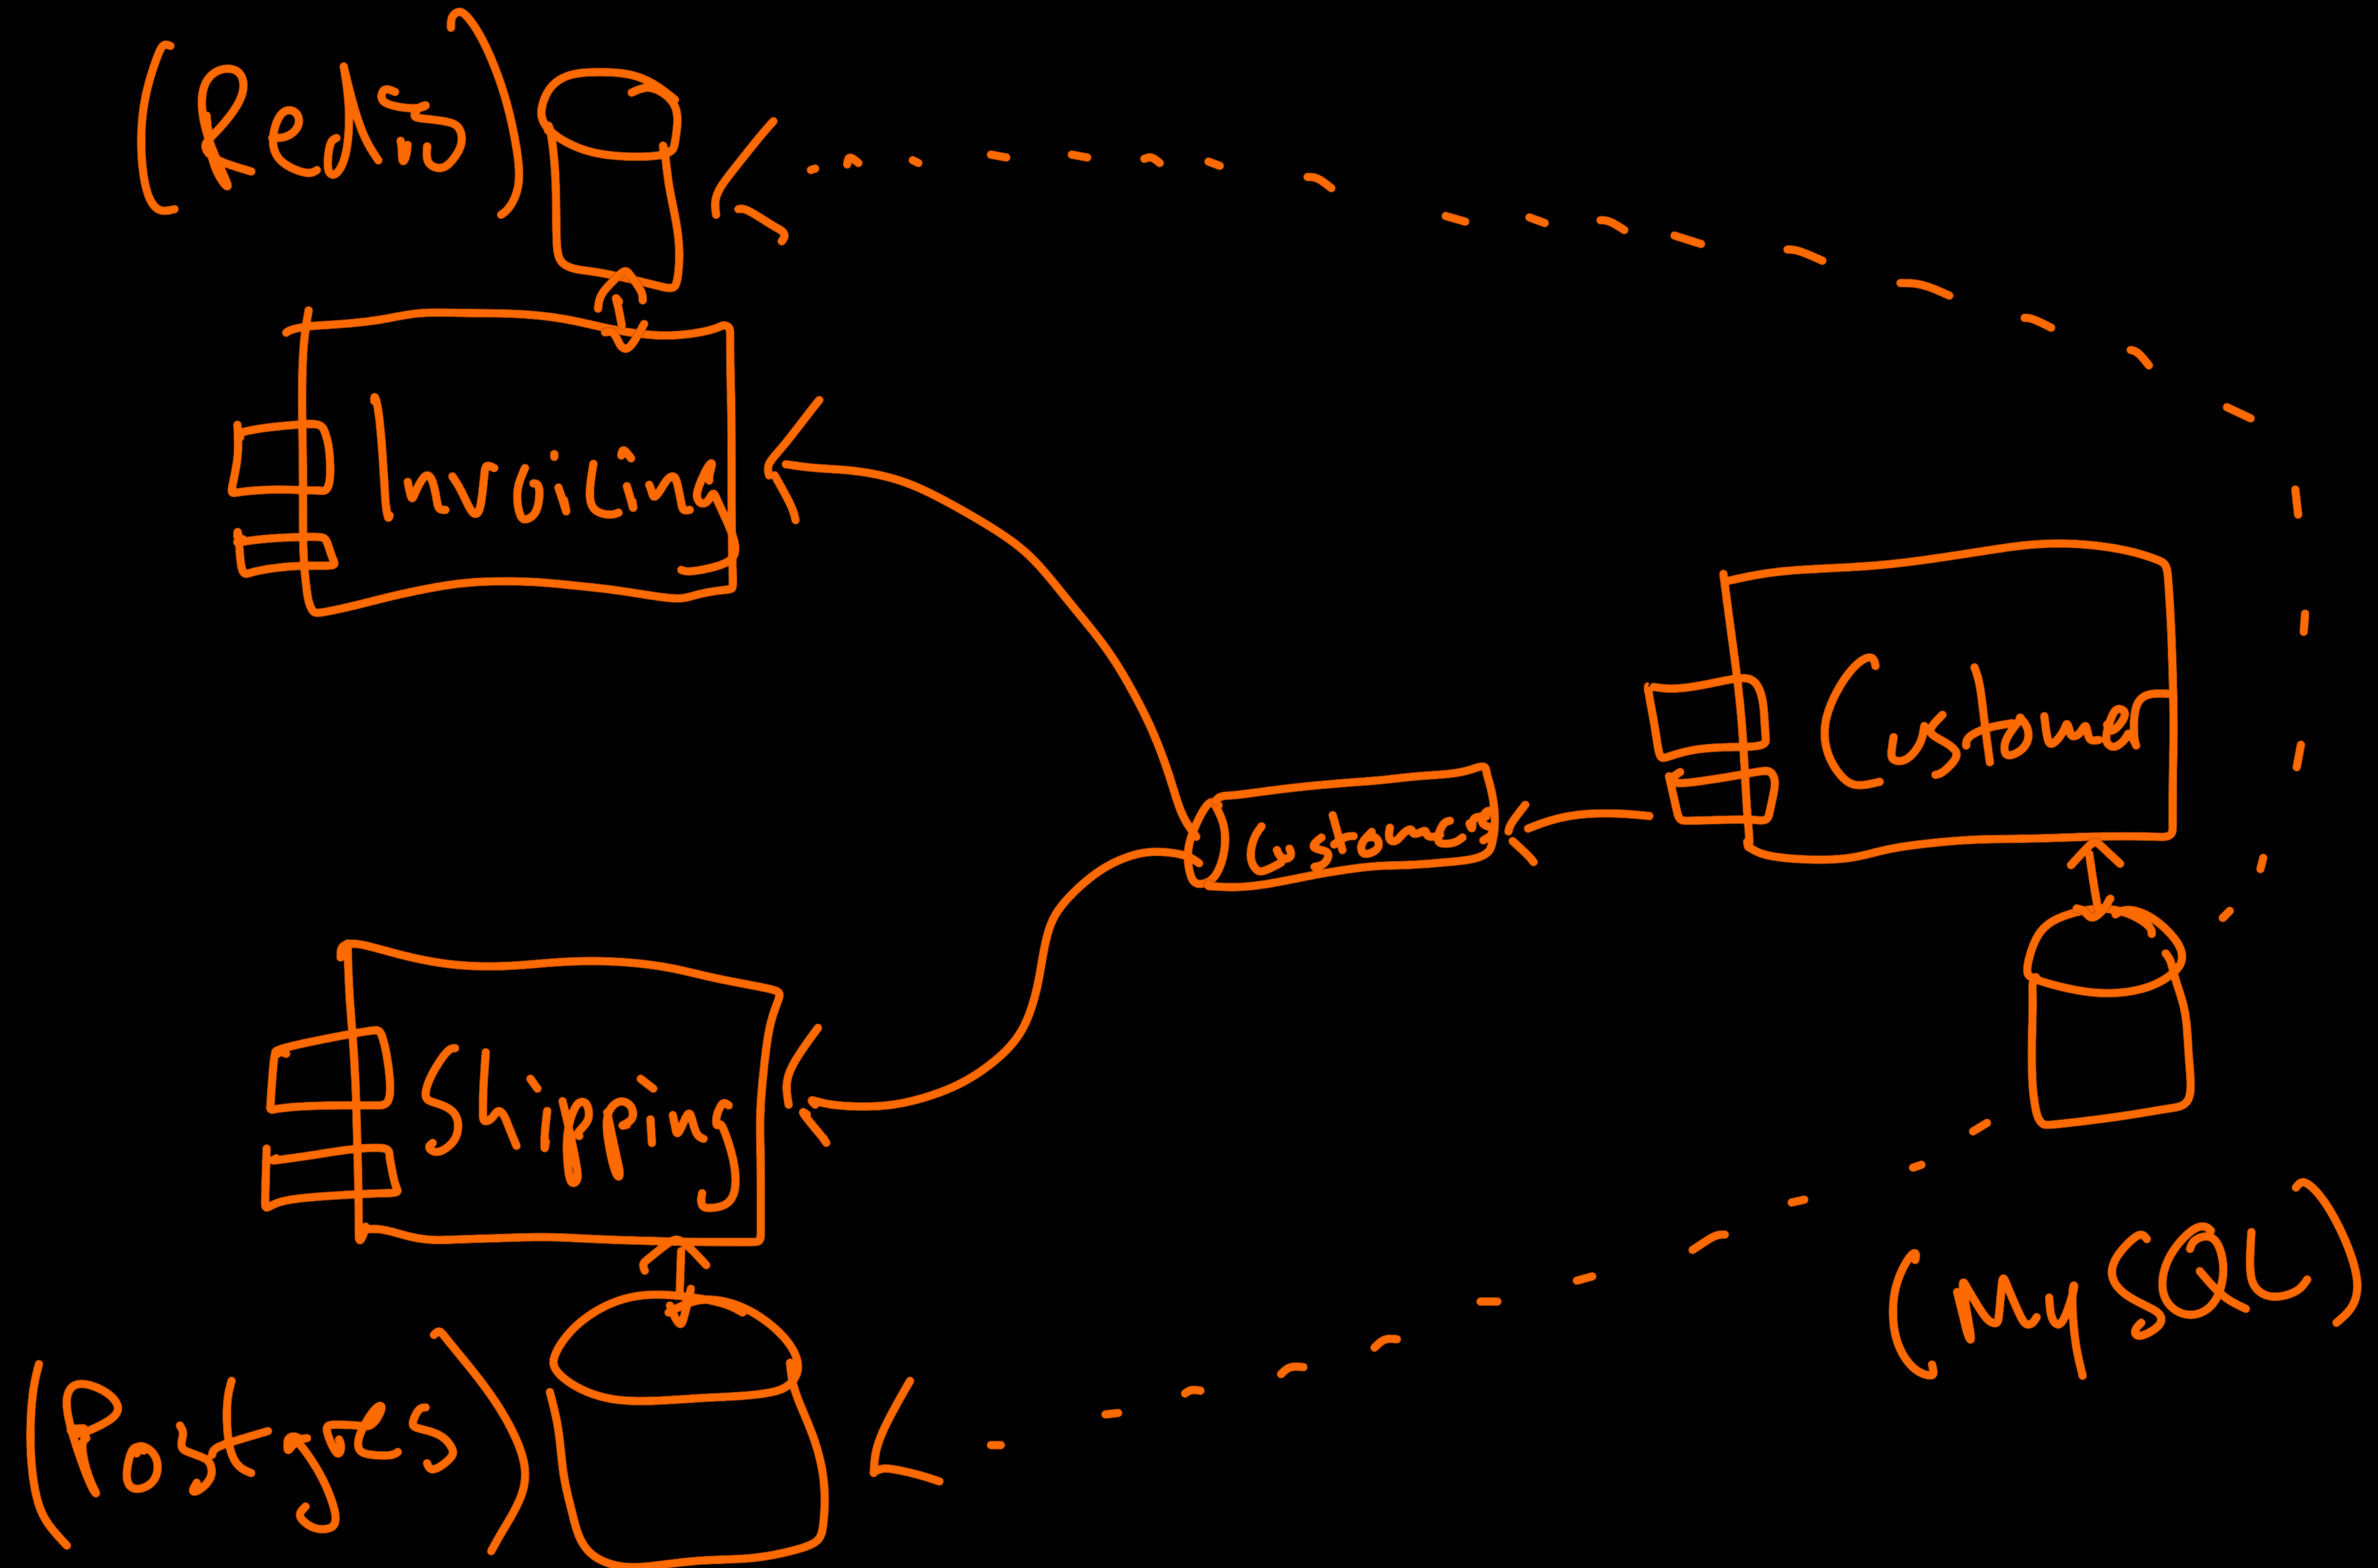 (Redis)
Invoicing
Customer
Customers
Shipping
(MySQL)
(Postgres)